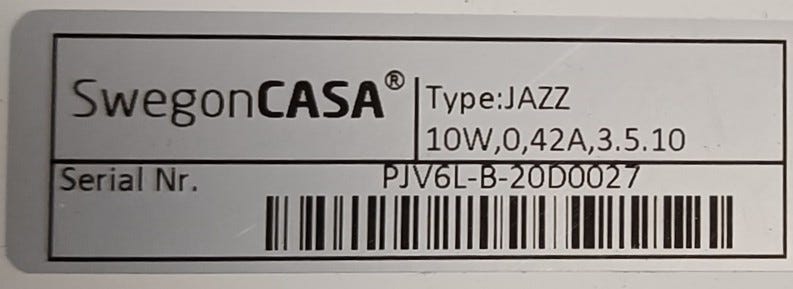 SwegonCASA®
Type:JAZZ
10W,0,42A,3.5.10
Serial Nr. PJV6L-B-20D0027